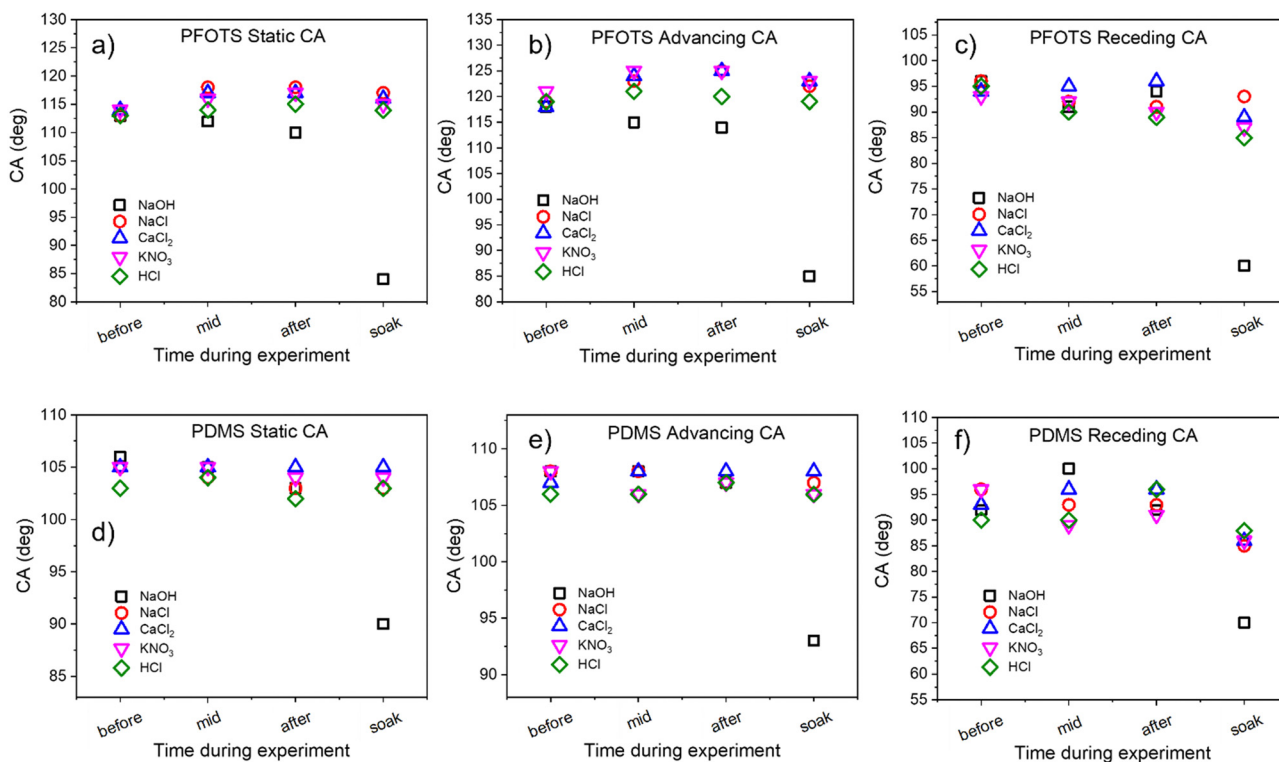 a)
PFOTS Static CA
130
125
120
115
110
105
100
95
90
85
80
CA (deg)
NaOH
NaCl
CaCl₂
KNO₃
HCl
before
mid
after
soak
Time during experiment
b)
PFOTS Advancing CA
135
130
125
120
115
110
105
100
95
90
85
80
CA (deg)
NaOH
NaCl
CaCl₂
KNO₃
HCl
before
mid
after
soak
Time during experiment
c)
PFOTS Receding CA
105
100
95
90
85
80
75
70
65
60
55
CA (deg)
NaOH
NaCl
CaCl₂
KNO₃
HCl
before
mid
after
soak
Time during experiment
d)
PDMS Static CA
110
105
100
95
90
85
CA (deg)
NaOH
NaCl
CaCl₂
KNO₃
HCl
before
mid
after
soak
Time during experiment
e)
PDMS Advancing CA
110
105
100
95
90
CA (deg)
NaOH
NaCl
CaCl₂
KNO₃
HCl
before
mid
after
soak
Time during experiment
f)
PDMS Receding CA
110
105
100
95
90
85
80
75
70
65
60
55
CA (deg)
NaOH
NaCl
CaCl₂
KNO₃
HCl
before
mid
after
soak
Time during experiment